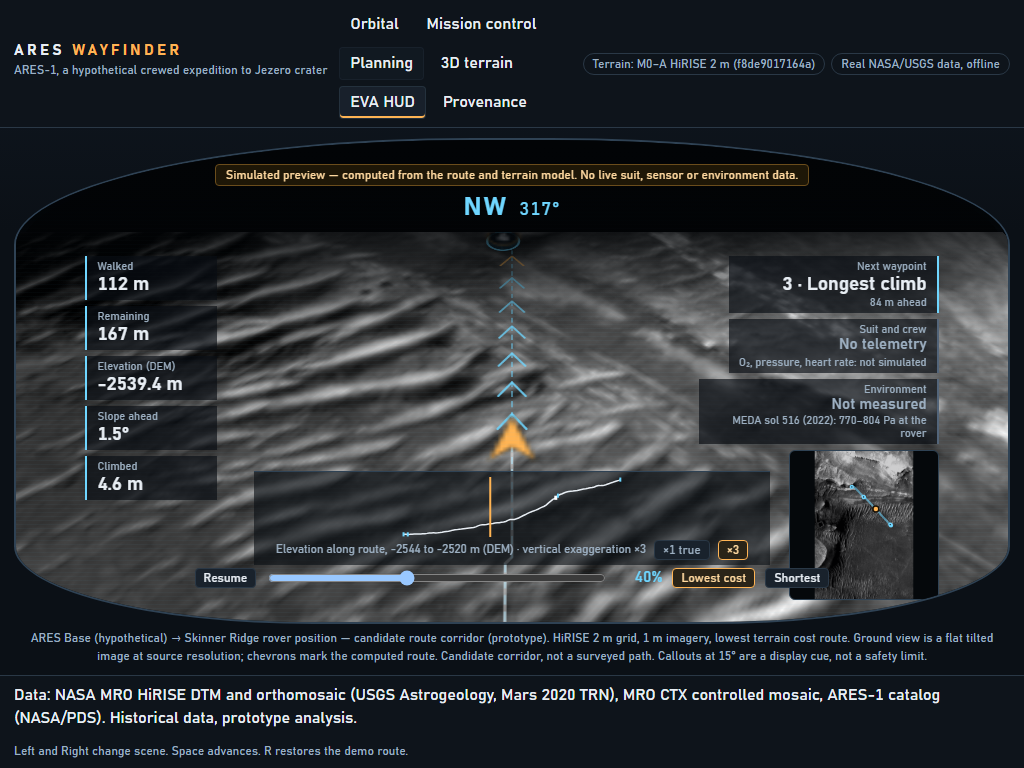 ARES WAYFINDER
ARES-1, a hypothetical crewed expedition to Jezero crater
Orbital
Mission control
Planning
3D terrain
EVA HUD
Provenance
Terrain: M0–A HiRISE 2 m (f8de9017164a)
Real NASA/USGS data, offline
Simulated preview — computed from the route and terrain model. No live suit, sensor or environment data.
NW 317°
Walked
112 m
Remaining
167 m
Elevation (DEM)
−2539.4 m
Slope ahead
1.5°
Climbed
4.6 m
Next waypoint
3 · Longest climb
84 m ahead
Suit and crew
No telemetry
O₂, pressure, heart rate: not simulated
Environment
Not measured
MEDA sol 516 (2022): 770–804 Pa at the
rover
Elevation along route, −2544 to −2520 m (DEM) · vertical exaggeration ×3
×1 true
×3
Resume
40%
Lowest cost
Shortest
ARES Base (hypothetical) → Skinner Ridge rover position — candidate route corridor (prototype). HiRISE 2 m grid, 1 m imagery, lowest terrain cost route. Ground view is a flat tilted
image at source resolution; chevrons mark the computed route. Candidate corridor, not a surveyed path. Callouts at 15° are a display cue, not a safety limit.
Data: NASA MRO HiRISE DTM and orthomosaic (USGS Astrogeology, Mars 2020 TRN), MRO CTX controlled mosaic, ARES-1 catalog
(NASA/PDS). Historical data, prototype analysis.
Left and Right change scene. Space advances. R restores the demo route.